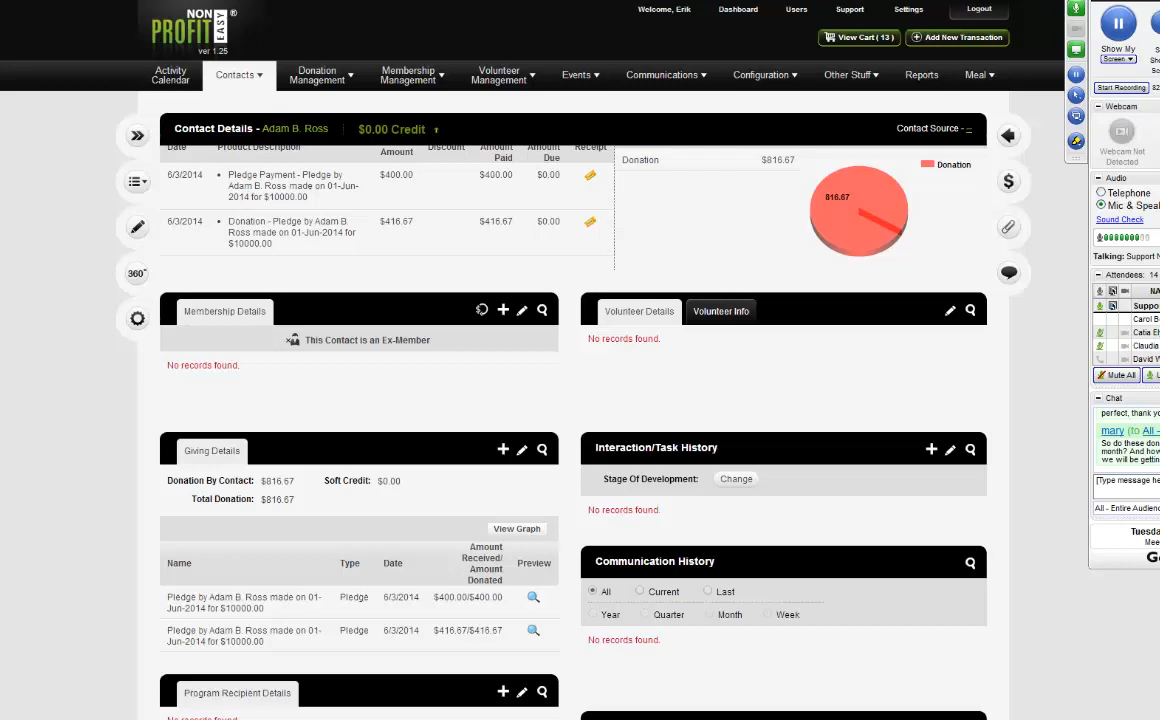 NON
PROFIT EASY ®
ver 1.25
Welcome, Erik Dashboard Users Support Settings Logout
View Cart ( 13 ) Add New Transaction
Activity Calendar Contacts Donation Management Membership Management Volunteer Management Events Communications Configuration Other Stuff Reports Meal
Contact Details - Adam B. Ross $0.00 Credit Contact Source - _
Date Product Description Amount Discount Amount Paid Amount Due Receipt
6/3/2014 Pledge Payment - Pledge by $400.00 $400.00 $0.00
Adam B. Ross made on 01-Jun-
2014 for $10000.00
6/3/2014 Donation - Pledge by Adam B. $416.67 $416.67 $0.00
Ross made on 01-Jun-2014 for
$10000.00
Donation $816.67
816.67
Donation
360°
Membership Details
This Contact is an Ex-Member
No records found.
Volunteer Details Volunteer Info
No records found.
Giving Details
Donation By Contact: $816.67 Soft Credit: $0.00
Total Donation: $816.67
View Graph
Name Type Date Amount Received/ Amount Donated Preview
Pledge by Adam B. Ross made on 01- Pledge 6/3/2014 $400.00/$400.00
Jun-2014 for $10000.00
Pledge by Adam B. Ross made on 01- Pledge 6/3/2014 $416.67/$416.67
Jun-2014 for $10000.00
Program Recipient Details
No records found.
Interaction/Task History
Stage Of Development: Change
No records found.
Communication History
All Current Last
Year Quarter Month Week
No records found.
Show My
Screen
Start Recording
Webcam
Webcam Not
Detected
Audio
Telephone
Mic & Speak
Sound Check
Talking: Support N
Attendees: 14
NA
Suppo
Carol B
Catia E
Claudia
David W
Mute All
Chat
perfect, thank yo
mary (to All -
So do these don
month? And how
we will be gettin
[Type message he
All - Entire Audienc
Tuesda
Mee
G